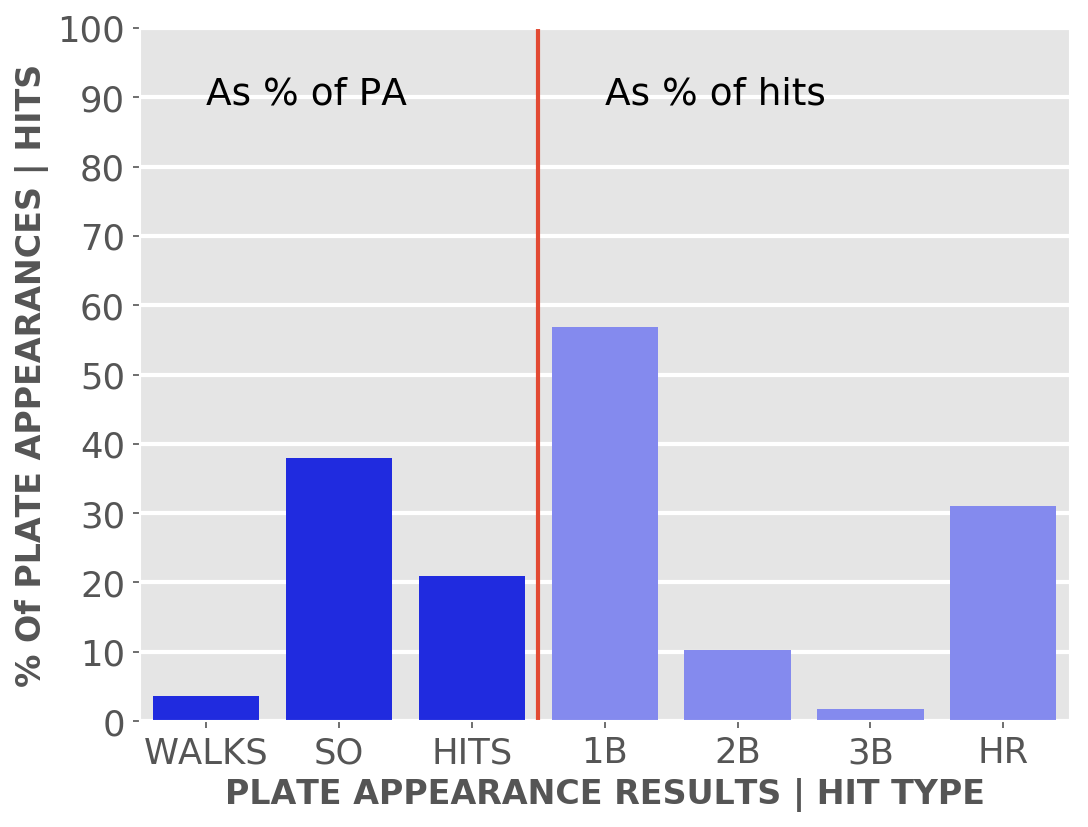 100
90
80
70
60
50
40
30
20
10
0
% Of PLATE APPEARANCES | HITS
As % of PA
As % of hits
WALKS SO HITS 1B 2B 3B HR
PLATE APPEARANCE RESULTS | HIT TYPE